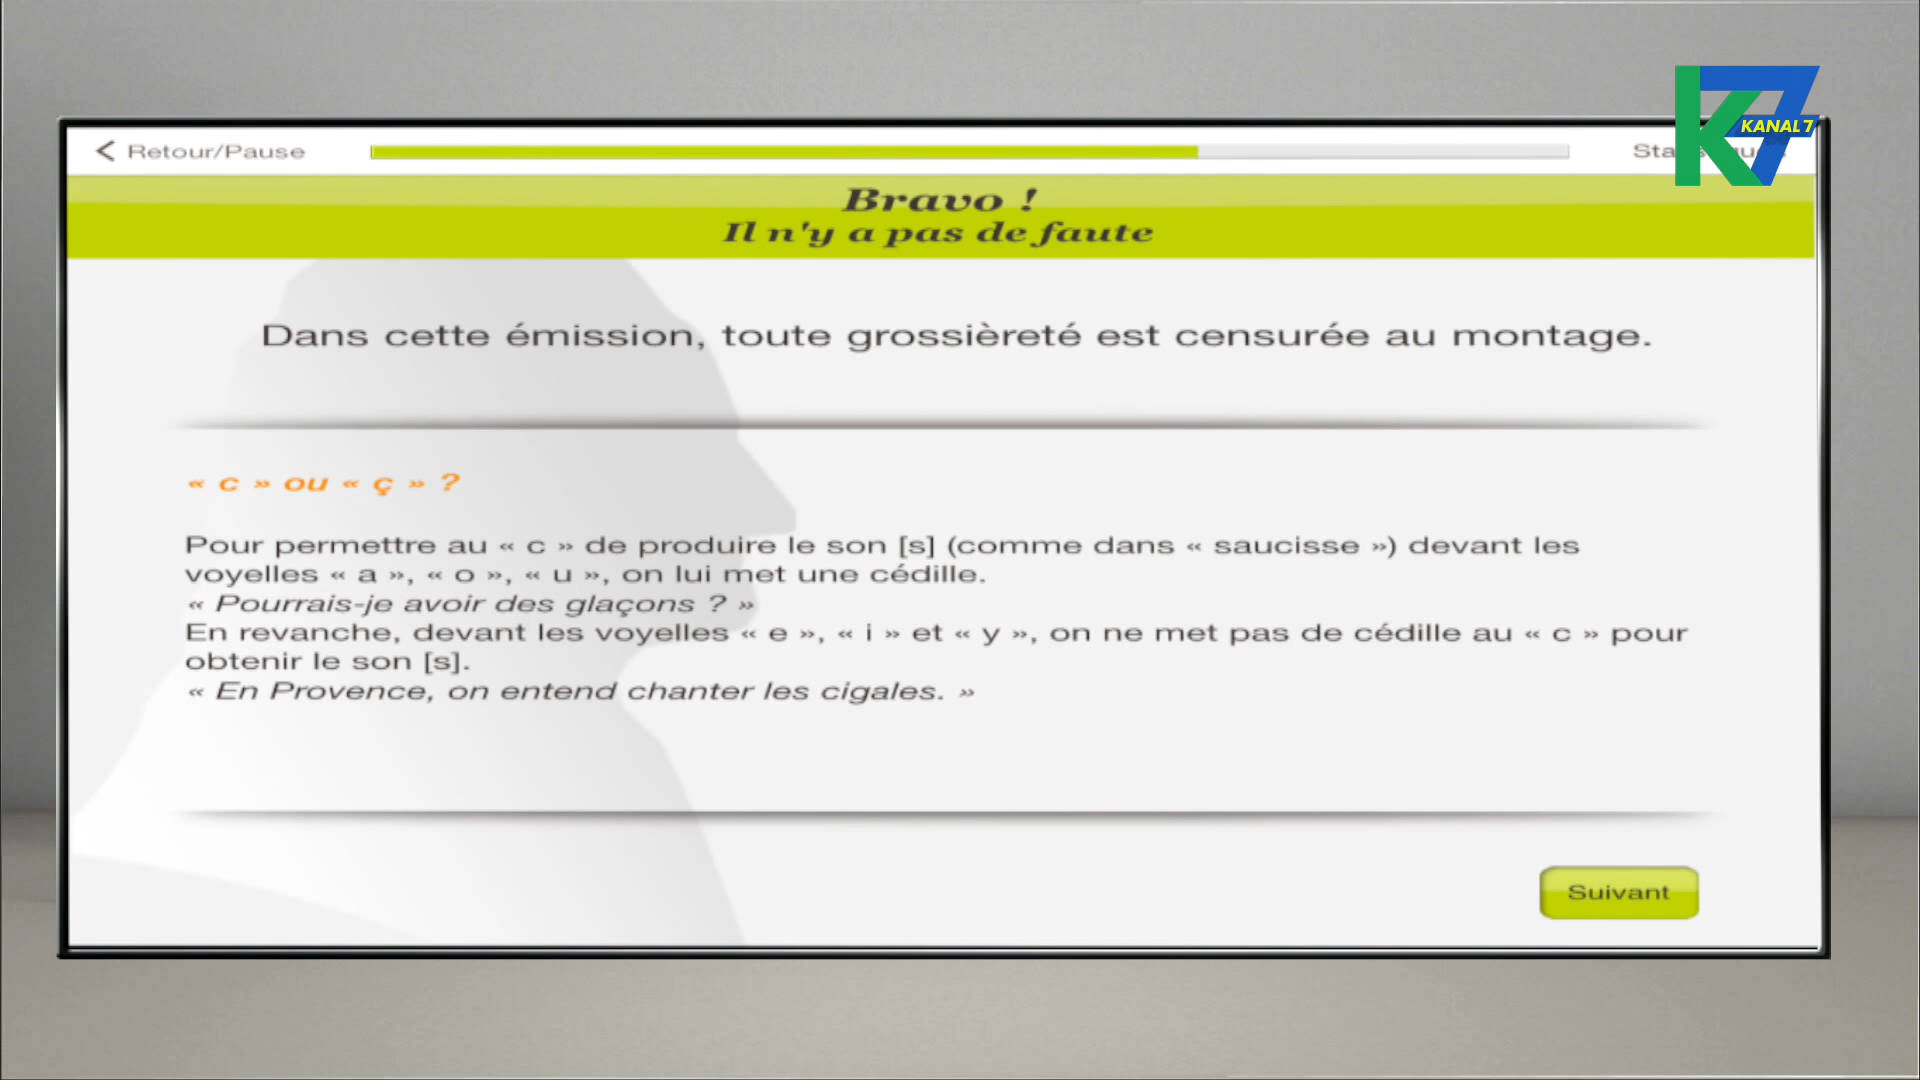 Retour/Pause
KANAL 7
Bravo !
Il n'y a pas de faute
Dans cette émission, toute grossièreté est censurée au montage.
« c » ou « ç » ?
Pour permettre au « c » de produire le son [s] (comme dans « saucisse ») devant les
voyelles « a », « o », « u », on lui met une cédille.
« Pourrais-je avoir des glaçons ? »
En revanche, devant les voyelles « e », « i » et « y », on ne met pas de cédille au « c » pour
obtenir le son [s].
« En Provence, on entend chanter les cigales. »
Suivant